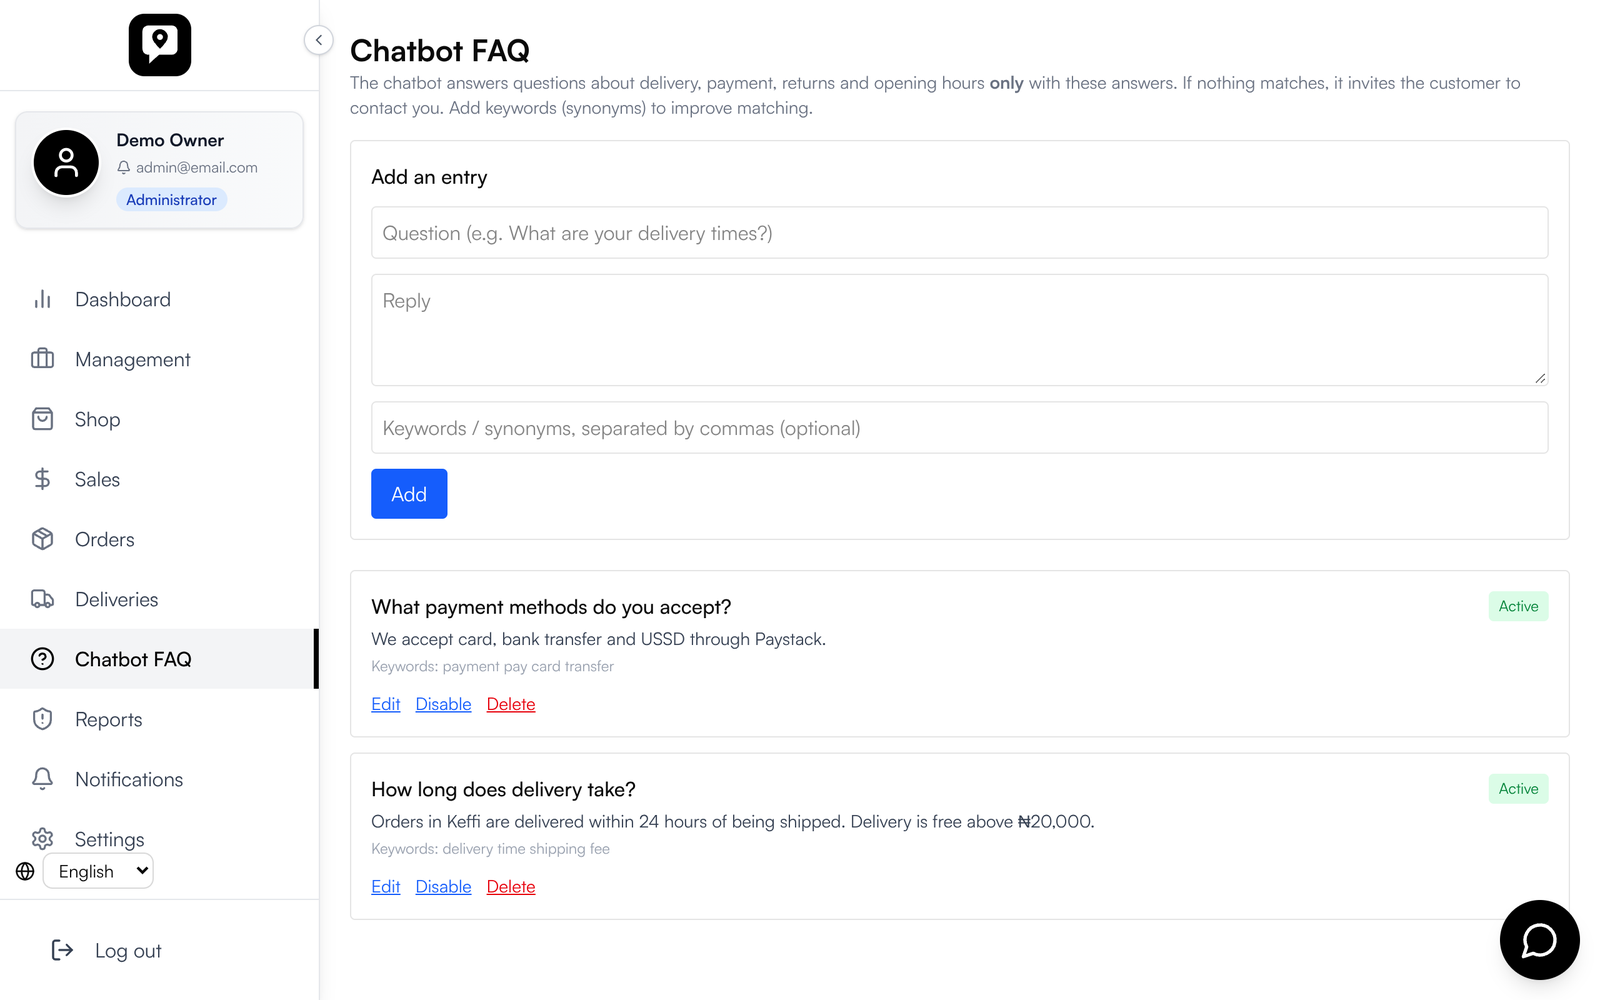 Demo Owner
admin@email.com
Administrator
Dashboard
Management
Shop
Sales
Orders
Deliveries
Chatbot FAQ
Reports
Notifications
Settings
English
Log out
Chatbot FAQ
The chatbot answers questions about delivery, payment, returns and opening hours only with these answers. If nothing matches, it invites the customer to
contact you. Add keywords (synonyms) to improve matching.
Add an entry
Question (e.g. What are your delivery times?)
Reply
Keywords / synonyms, separated by commas (optional)
Add
What payment methods do you accept?
Active
We accept card, bank transfer and USSD through Paystack.
Keywords: payment pay card transfer
Edit Disable Delete
How long does delivery take?
Active
Orders in Keffi are delivered within 24 hours of being shipped. Delivery is free above ₦20,000.
Keywords: delivery time shipping fee
Edit Disable Delete